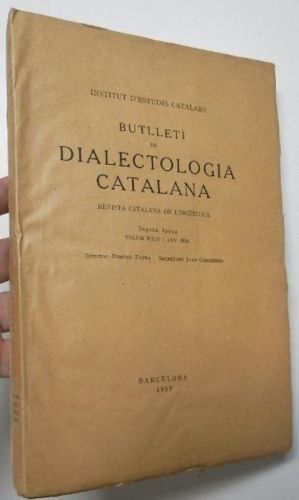 INSTITUT D'ESTUDIS CATALANS
BUTLLETÍ
DE
DIALECTOLOGIA
CATALANA
REVISTA CATALANA DE LINGÜÍSTICA
Segona època
VOLUM XXIV : ANY 1936
Director: Pompeu Fabra Secretari: Joan Coromines
BARCELONA
1937